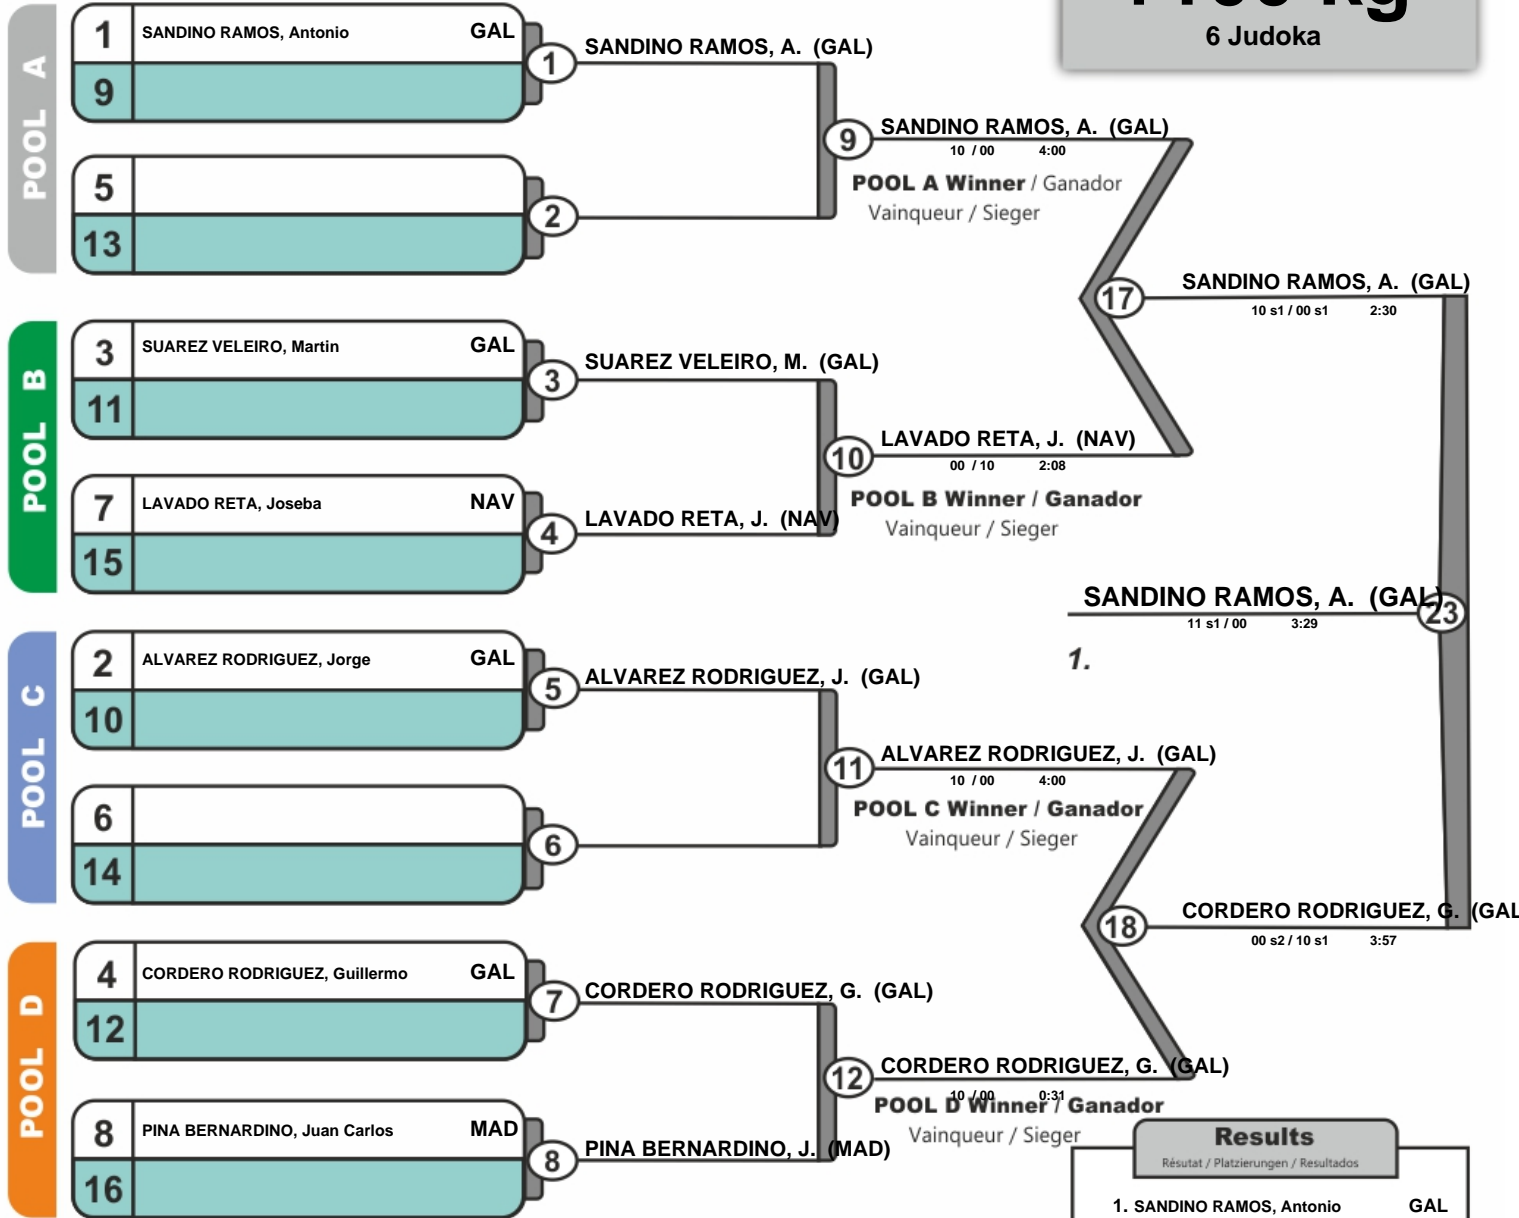 6 Judoka
POOL A
1 SANDINO RAMOS, Antonio GAL
9
5
13
1 SANDINO RAMOS, A. (GAL)
2
9 SANDINO RAMOS, A. (GAL)
10 / 00 4:00
POOL A Winner / Ganador
Vainqueur / Sieger
POOL B
3 SUAREZ VELEIRO, Martin GAL
11
7 LAVADO RETA, Joseba NAV
15
3 SUAREZ VELEIRO, M. (GAL)
4 LAVADO RETA, J. (NAV)
10 LAVADO RETA, J. (NAV)
00 / 10 2:08
POOL B Winner / Ganador
Vainqueur / Sieger
17 SANDINO RAMOS, A. (GAL)
10 s1 / 00 s1 2:30
SANDINO RAMOS, A. (GAL) 23
11 s1 / 00 3:29
1.
POOL C
2 ALVAREZ RODRIGUEZ, Jorge GAL
10
6
14
5 ALVAREZ RODRIGUEZ, J. (GAL)
6
11 ALVAREZ RODRIGUEZ, J. (GAL)
10 / 00 4:00
POOL C Winner / Ganador
Vainqueur / Sieger
18 CORDERO RODRIGUEZ, G. (GAL
00 s2 / 10 s1 3:57
POOL D
4 CORDERO RODRIGUEZ, Guillermo GAL
12
8 PINA BERNARDINO, Juan Carlos MAD
16
7 CORDERO RODRIGUEZ, G. (GAL)
8 PINA BERNARDINO, J. (MAD)
12 CORDERO RODRIGUEZ, G. (GAL)
10 / 00 0:31
POOL D Winner / Ganador
Vainqueur / Sieger
Results
Résutat / Platzierungen / Resultados
1. SANDINO RAMOS, Antonio GAL